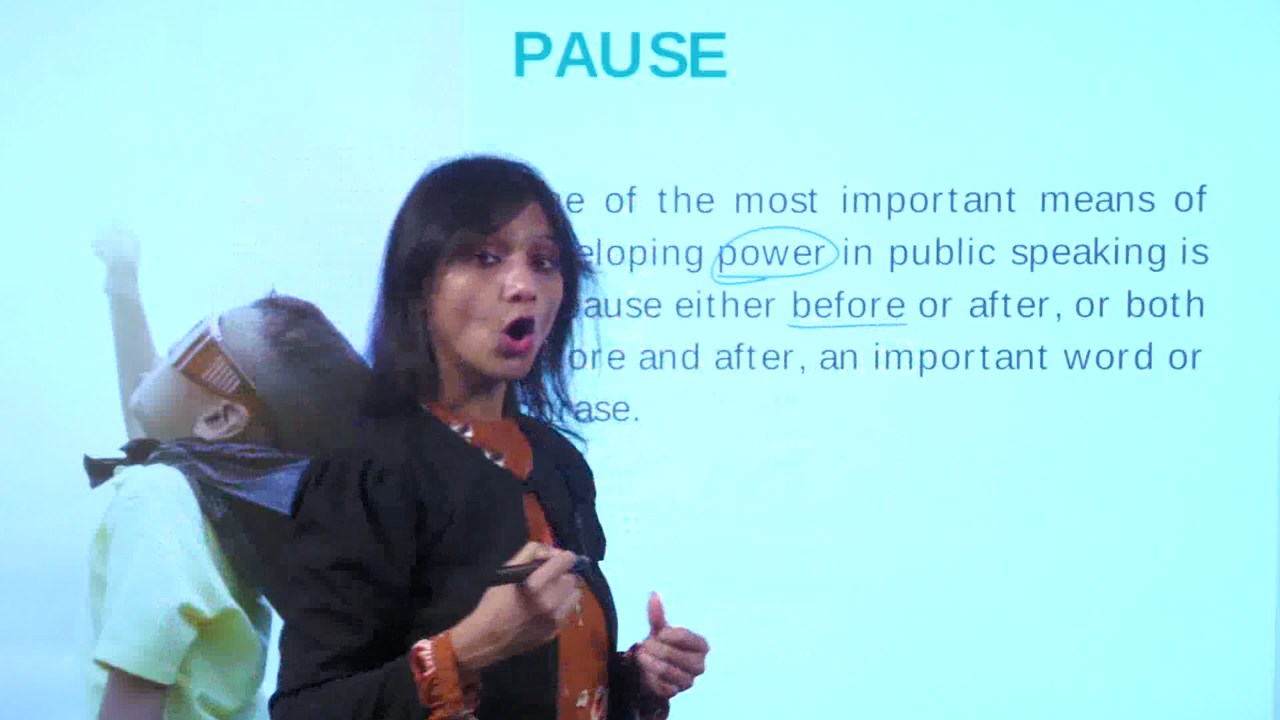 PAUSE
of the most important means of
power in public speaking is
either before or after, or both
and after, an important word or